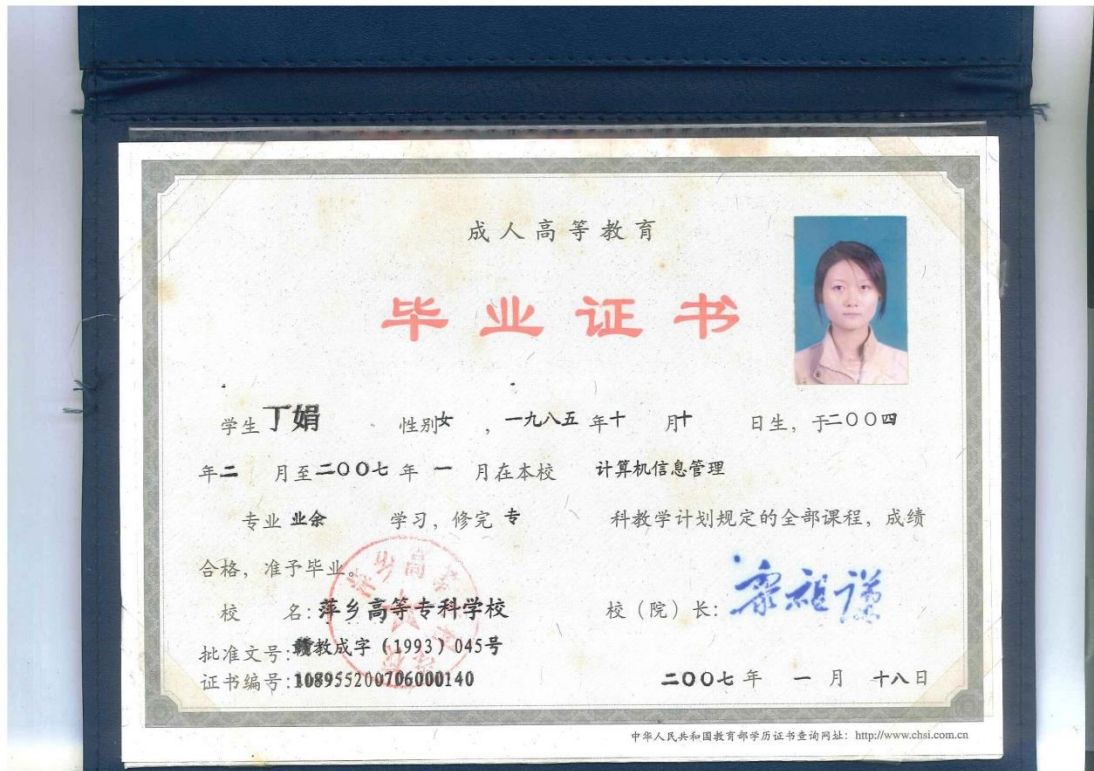 成人高等教育
毕业证书
学生 丁娟 性别 女 ，一九八五 年 十 月 十 日生，于 二〇〇四
年 二 月至 二〇〇七 年 一 月在本校 计算机信息管理
专业 业余 学习，修完 专 科教学计划规定的全部课程，成绩
合格，准予毕业。
校 名：萍乡高等专科学校 校（院）长：
批准文号：赣教成字（1993）045号
证书编号：108955200706000140 二〇〇七 年 一 月 十八 日
中华人民共和国教育部学历证书查询网址：http://www.chsi.com.cn